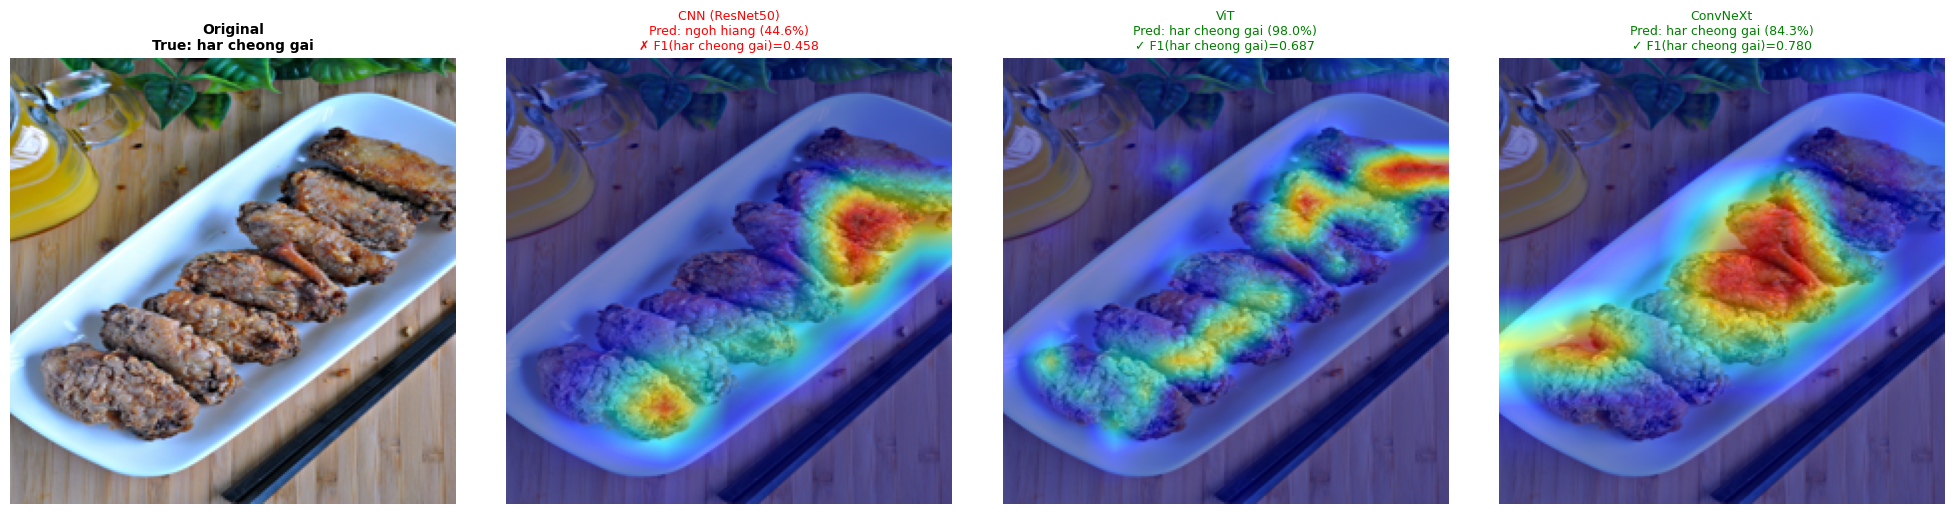 Original
True: har cheong gai
CNN (ResNet50)
Pred: ngoh hiang (44.6%)
✗ F1(har cheong gai)=0.458
ViT
Pred: har cheong gai (98.0%)
✓ F1(har cheong gai)=0.687
ConvNeXt
Pred: har cheong gai (84.3%)
✓ F1(har cheong gai)=0.780